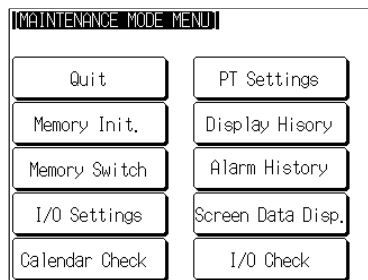 [MAINTENANCE MODE MENU]
Quit
PT Settings
Memory Init.
Display Hisory
Memory Switch
Alarm History
I/O Settings
Screen Data Disp.
Calendar Check
I/O Check